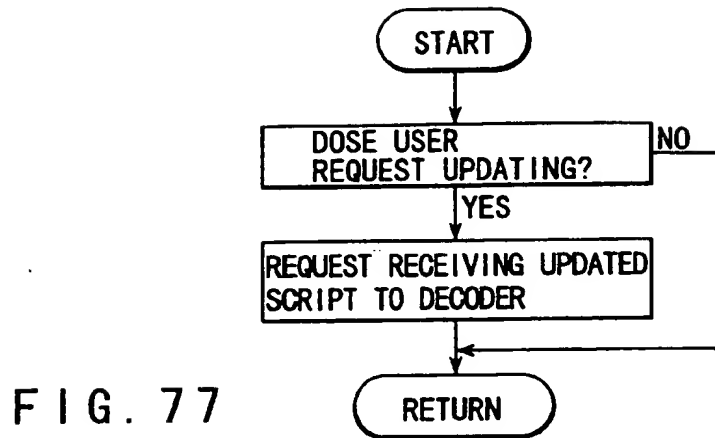 START
DOSE USER
REQUEST UPDATING?
NO
YES
REQUEST RECEIVING UPDATED
SCRIPT TO DECODER
RETURN
FIG. 77